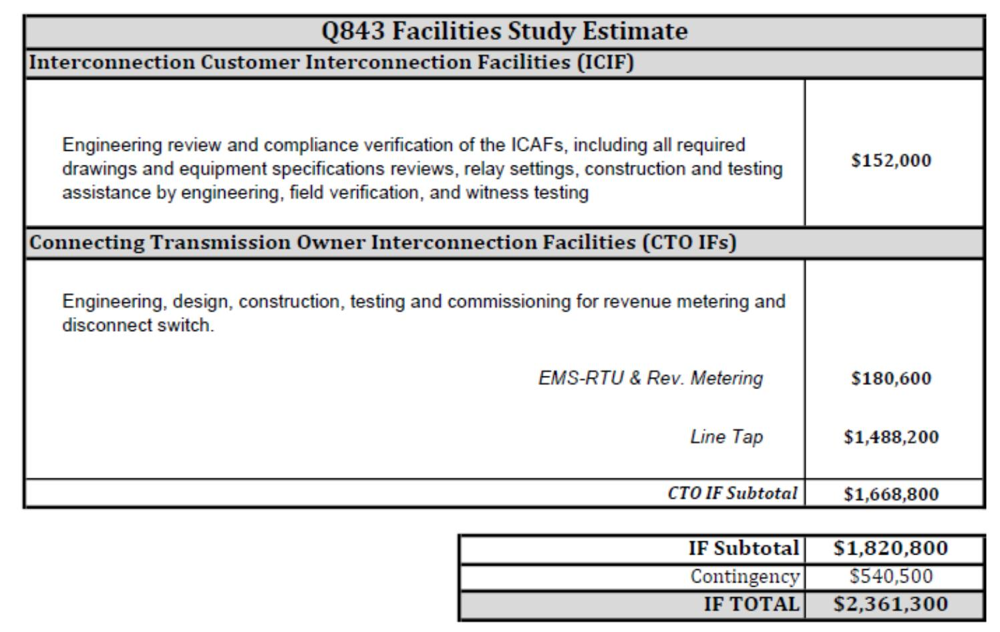 Q843 Facilities Study Estimate
Interconnection Customer Interconnection Facilities (ICIF)
Engineering review and compliance verification of the ICAFs, including all required
drawings and equipment specifications reviews, relay settings, construction and testing
assistance by engineering, field verification, and witness testing
$152,000
Connecting Transmission Owner Interconnection Facilities (CTO IFs)
Engineering, design, construction, testing and commissioning for revenue metering and
disconnect switch.
EMS-RTU & Rev. Metering $180,600
Line Tap $1,488,200
CTO IF Subtotal $1,668,800
IF Subtotal $1,820,800
Contingency $540,500
IF TOTAL $2,361,300